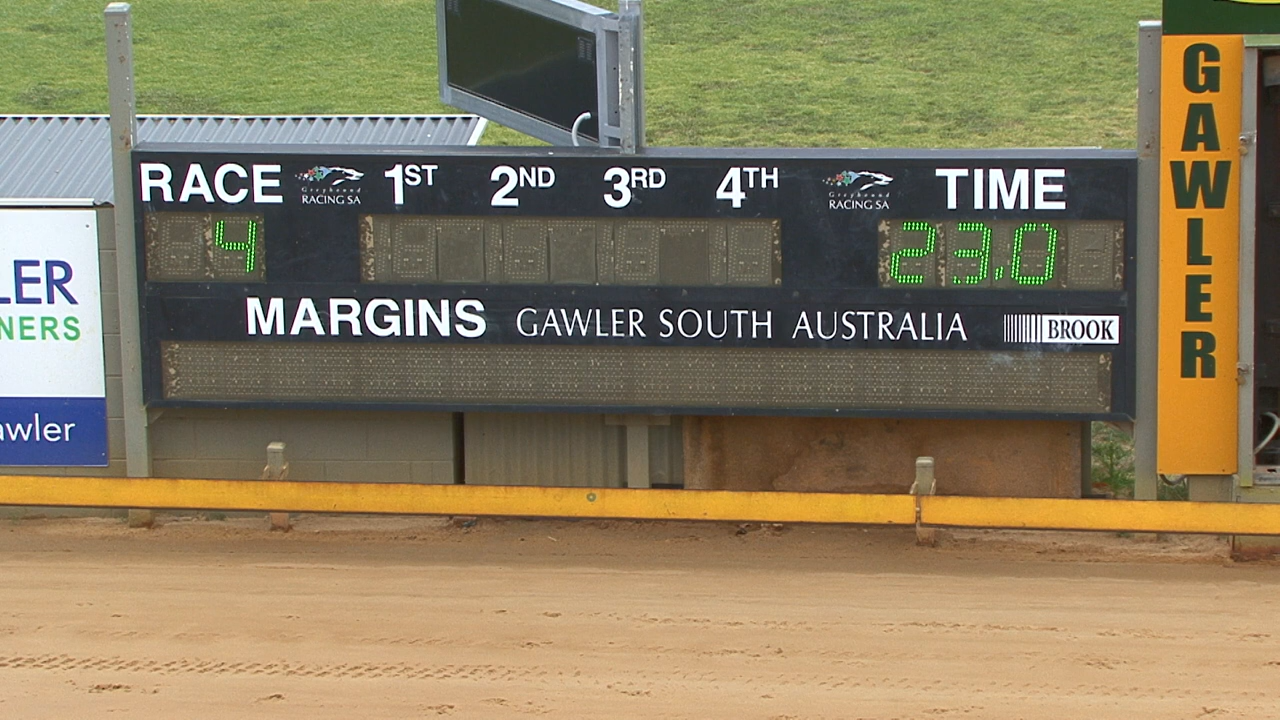 RACE
Greyhound
RACING SA
1ST 2ND 3RD 4TH
Greyhound
RACING SA
TIME
4
23.0
MARGINS GAWLER SOUTH AUSTRALIA BROOK
GAWLER
LER
NERS
awler